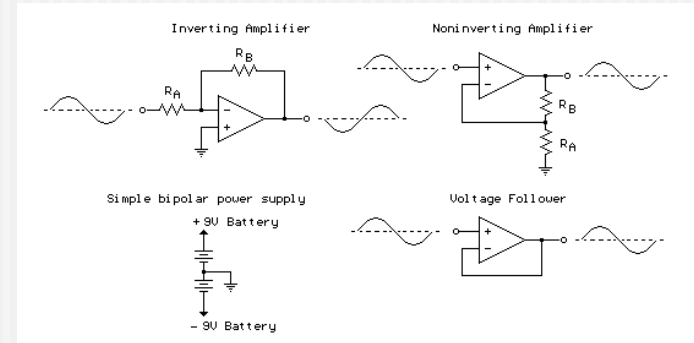 Inverting Amplifier
RB
RA
-
+
Noninverting Amplifier
+
-
RB
RA
Simple bipolar power supply
+ 9V Battery
- 9V Battery
Voltage Follower
+
-